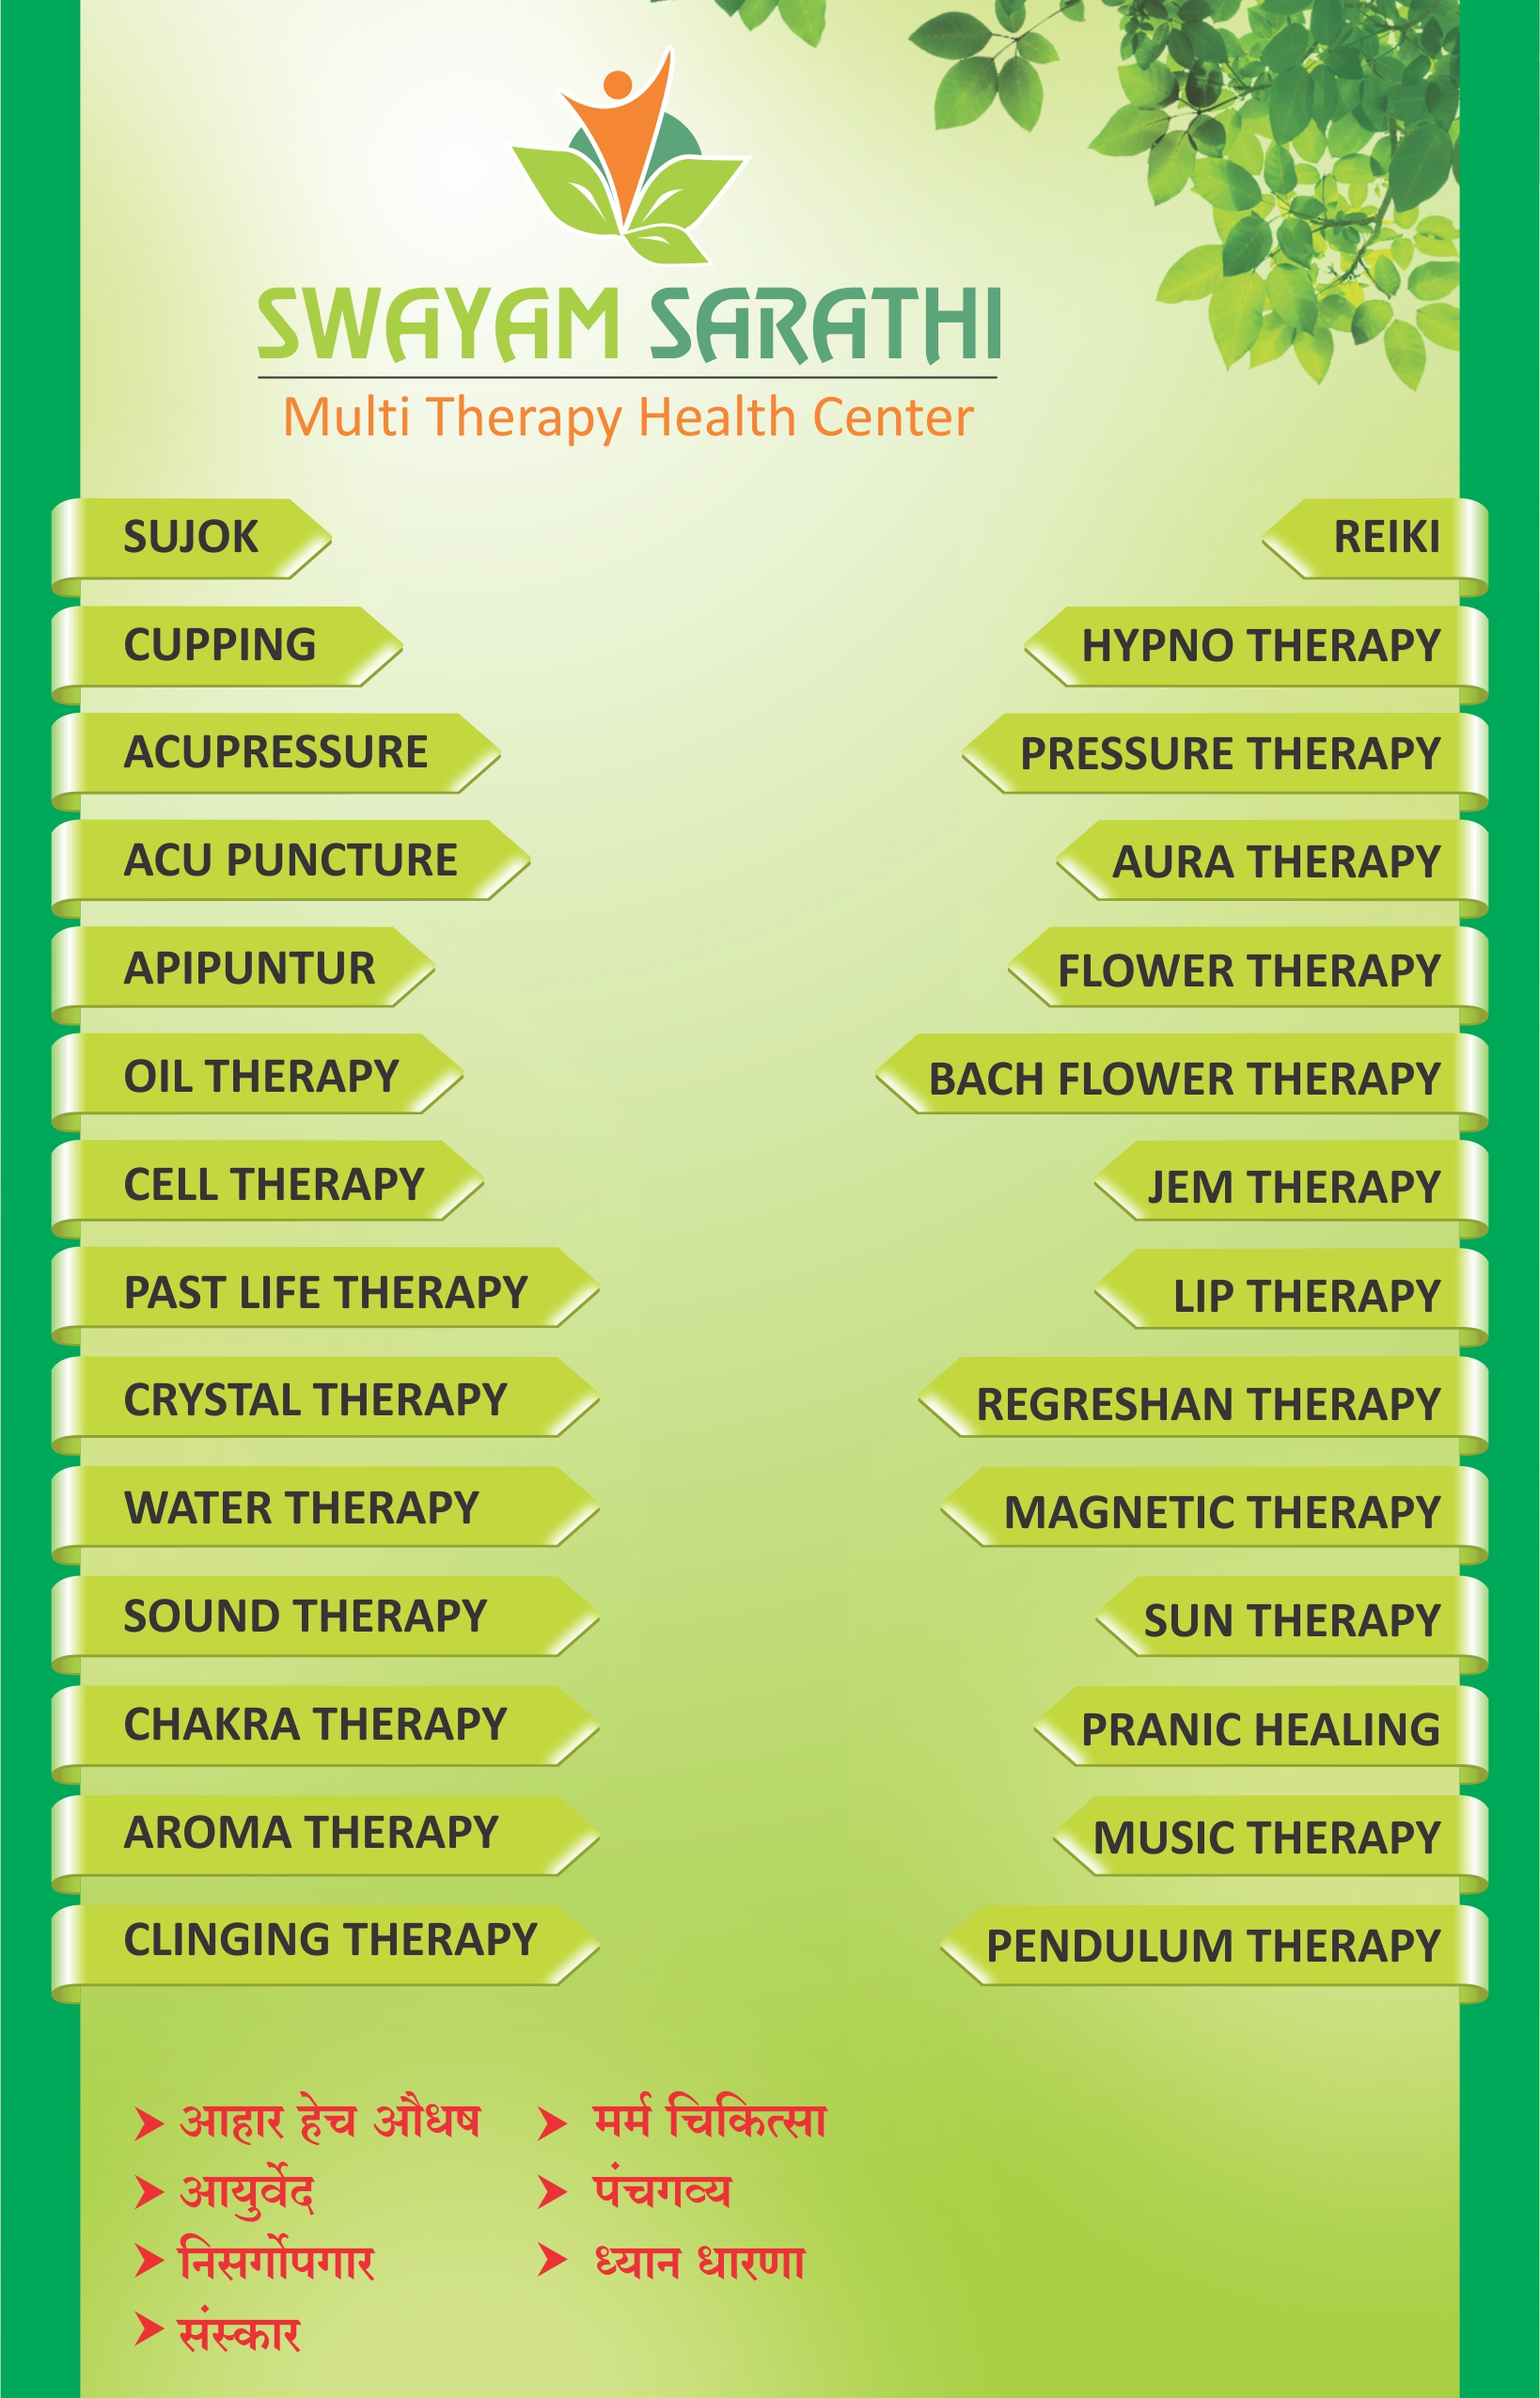 SWAYAM SARATHI
Multi Therapy Health Center
SUJOK
CUPPING
ACUPRESSURE
ACU PUNCTURE
APIPUNTUR
OIL THERAPY
CELL THERAPY
PAST LIFE THERAPY
CRYSTAL THERAPY
WATER THERAPY
SOUND THERAPY
CHAKRA THERAPY
AROMA THERAPY
CLINGING THERAPY
REIKI
HYPNO THERAPY
PRESSURE THERAPY
AURA THERAPY
FLOWER THERAPY
BACH FLOWER THERAPY
JEM THERAPY
LIP THERAPY
REGRESHAN THERAPY
MAGNETIC THERAPY
SUN THERAPY
PRANIC HEALING
MUSIC THERAPY
PENDULUM THERAPY
➤ आहार हेच औधष
➤ आयुर्वेद
➤ निसर्गोपगार
➤ संस्कार
➤ मर्म चिकित्सा
➤ पंचगव्य
➤ ध्यान धारणा